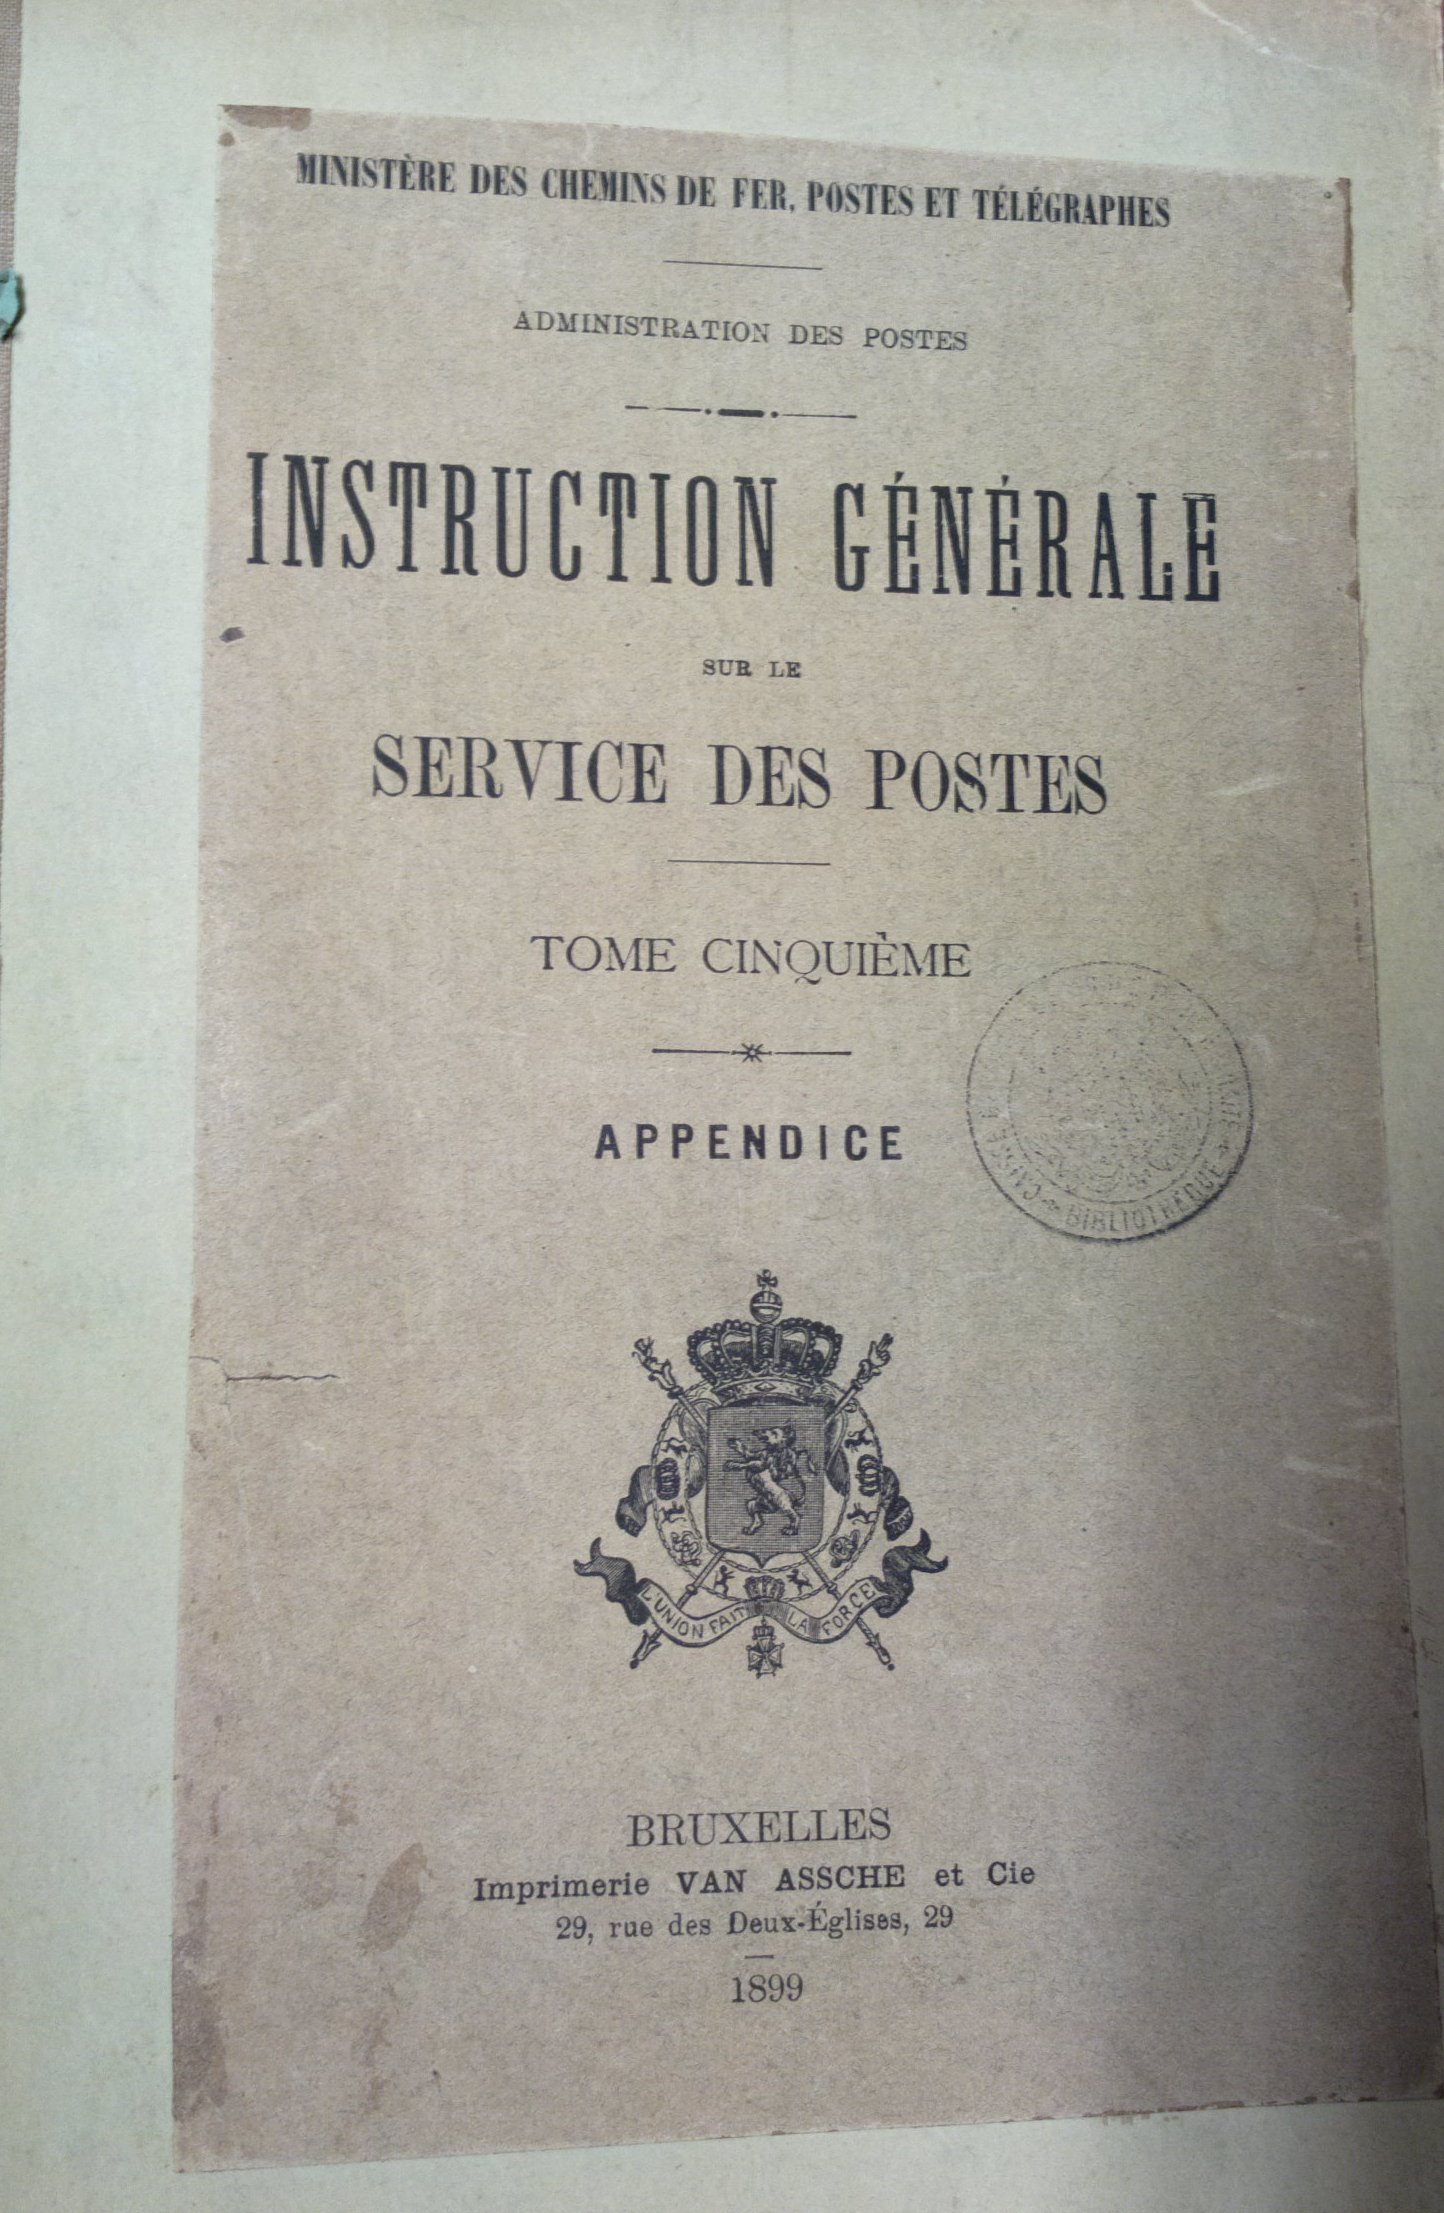 MINISTÈRE DES CHEMINS DE FER, POSTES ET TÉLÉGRAPHES
ADMINISTRATION DES POSTES
INSTRUCTION GÉNÉRALE
SUR LE
SERVICE DES POSTES
TOME CINQUIÈME
APPENDICE
BIBLIOTHÈQUE
L'UNION FAIT LA FORCE
BRUXELLES
Imprimerie VAN ASSCHE et Cie
29, rue des Deux-Églises, 29
1899